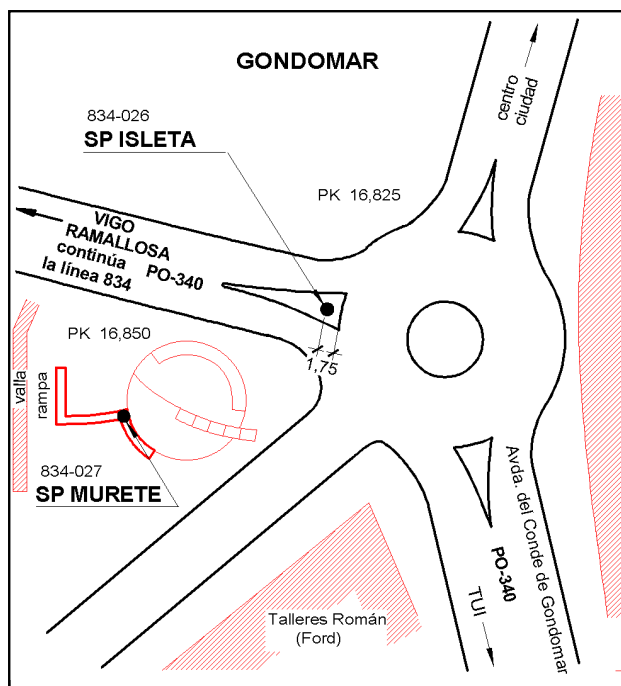 GONDOMAR
centro
ciudad
834-026
SP ISLETA
PK 16,825
VIGO
RAMALLOSA
continúa PO-340
la línea 834
PK 16,850
1,75
valla
rampa
834-027
SP MURETE
Avda. del Conde de Gondomar
PO-340
TUI
Talleres Román
(Ford)